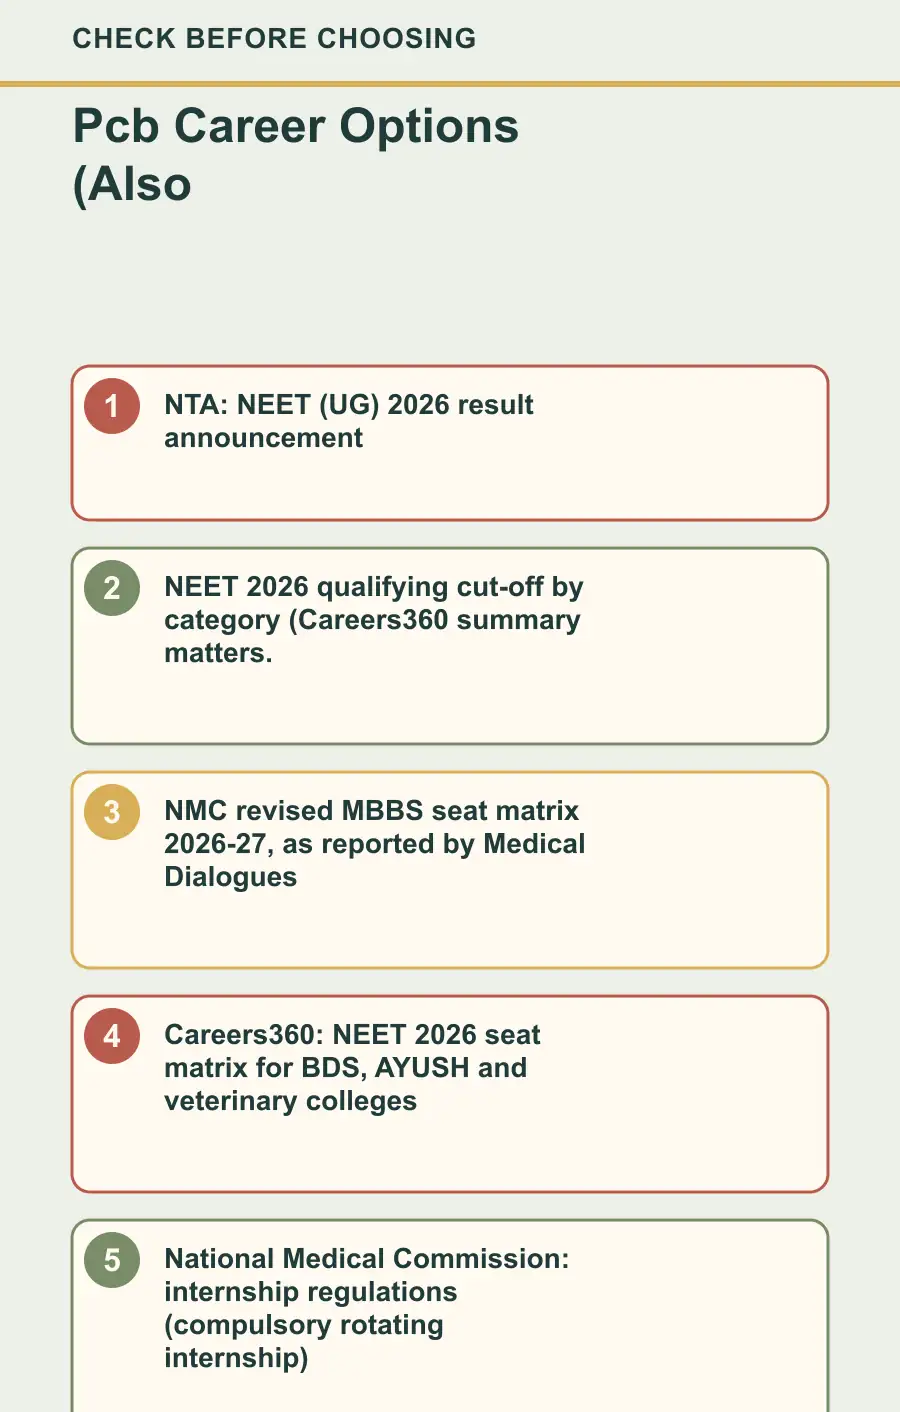 CHECK BEFORE CHOOSING
Pcb Career Options
(Also
1
NTA: NEET (UG) 2026 result
announcement
2
NEET 2026 qualifying cut-off by
category (Careers360 summary
matters.
3
NMC revised MBBS seat matrix
2026-27, as reported by Medical
Dialogues
4
Careers360: NEET 2026 seat
matrix for BDS, AYUSH and
veterinary colleges
5
National Medical Commission:
internship regulations
(compulsory rotating
internship)